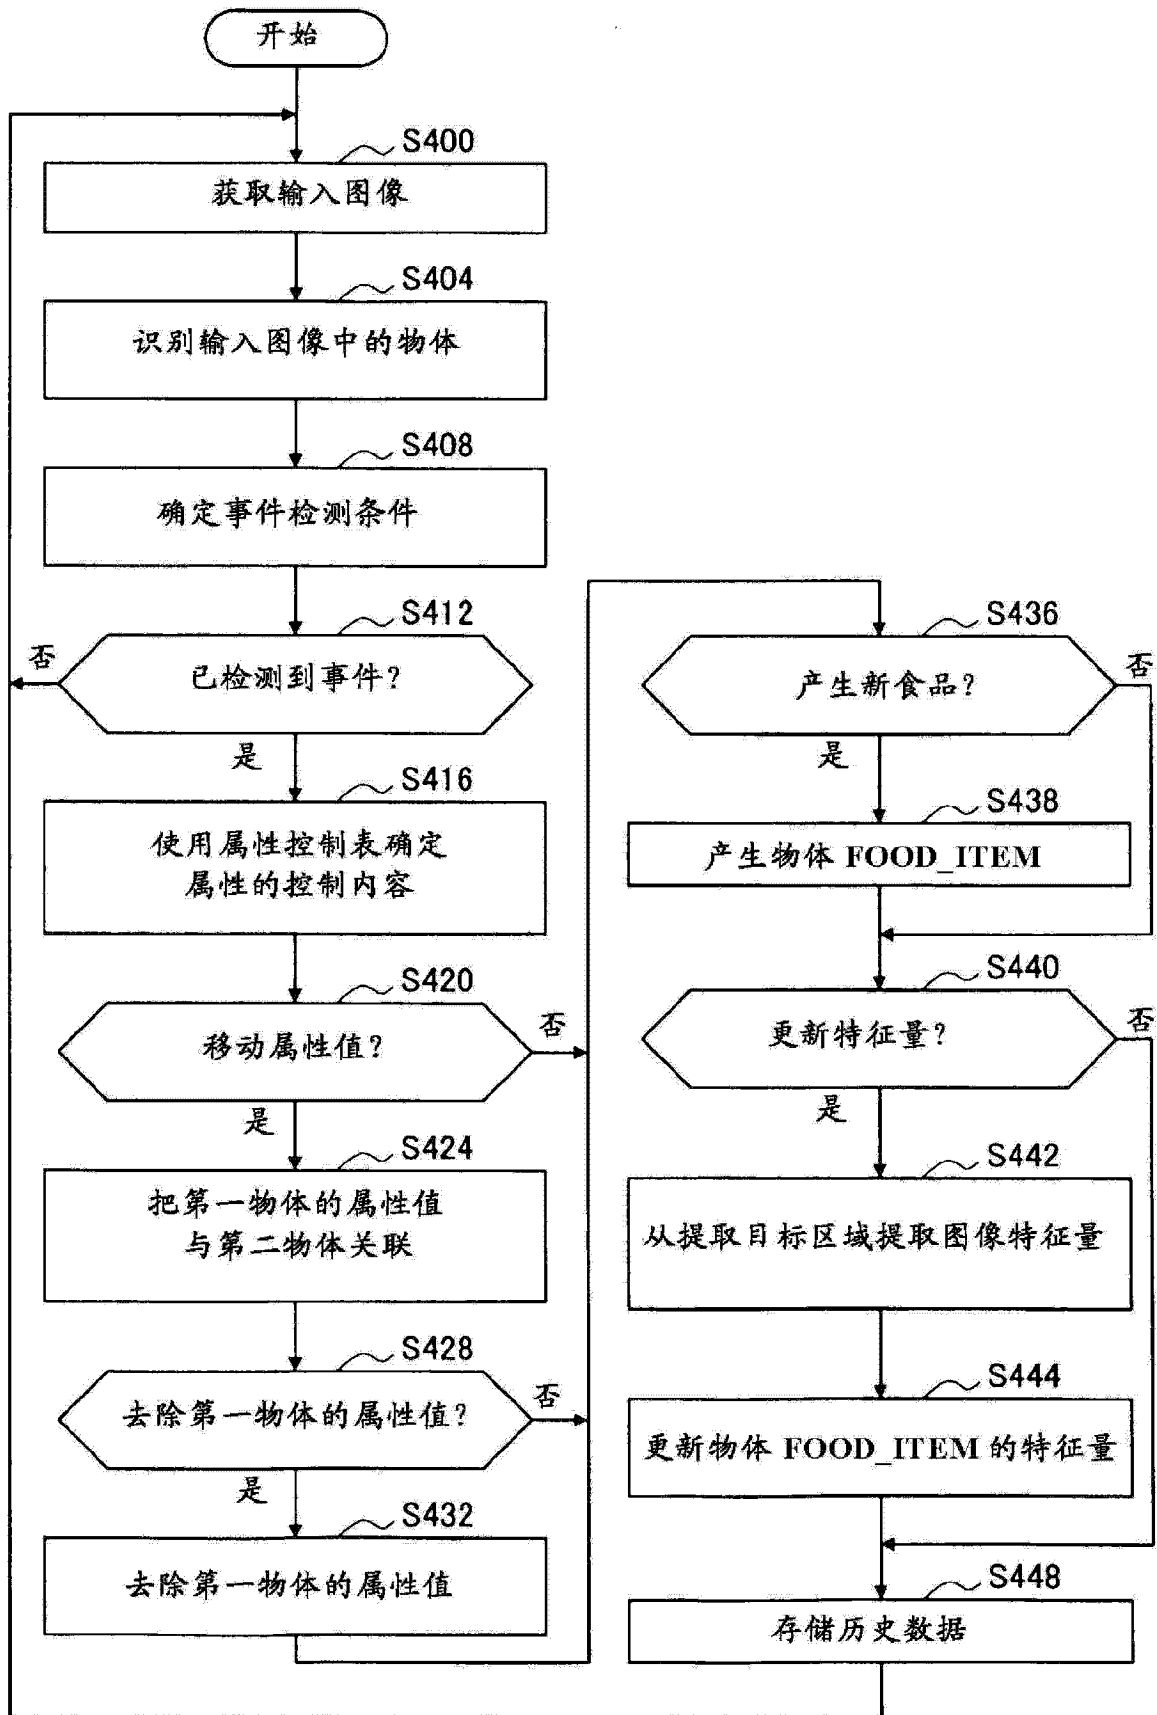 开始
S400
获取输入图像
S404
识别输入图像中的物体
S408
确定事件检测条件
S412
否
已检测到事件?
是
S416
使用属性控制表确定
属性的控制内容
S420
移动属性值?
否
是
S424
把第一物体的属性值
与第二物体关联
S428
去除第一物体的属性值?
否
是
S432
去除第一物体的属性值
S436
产生新食品?
否
是
S438
产生物体 FOOD_ITEM
S440
更新特征量?
否
是
S442
从提取目标区域提取图像特征量
S444
更新物体 FOOD_ITEM 的特征量
S448
存储历史数据